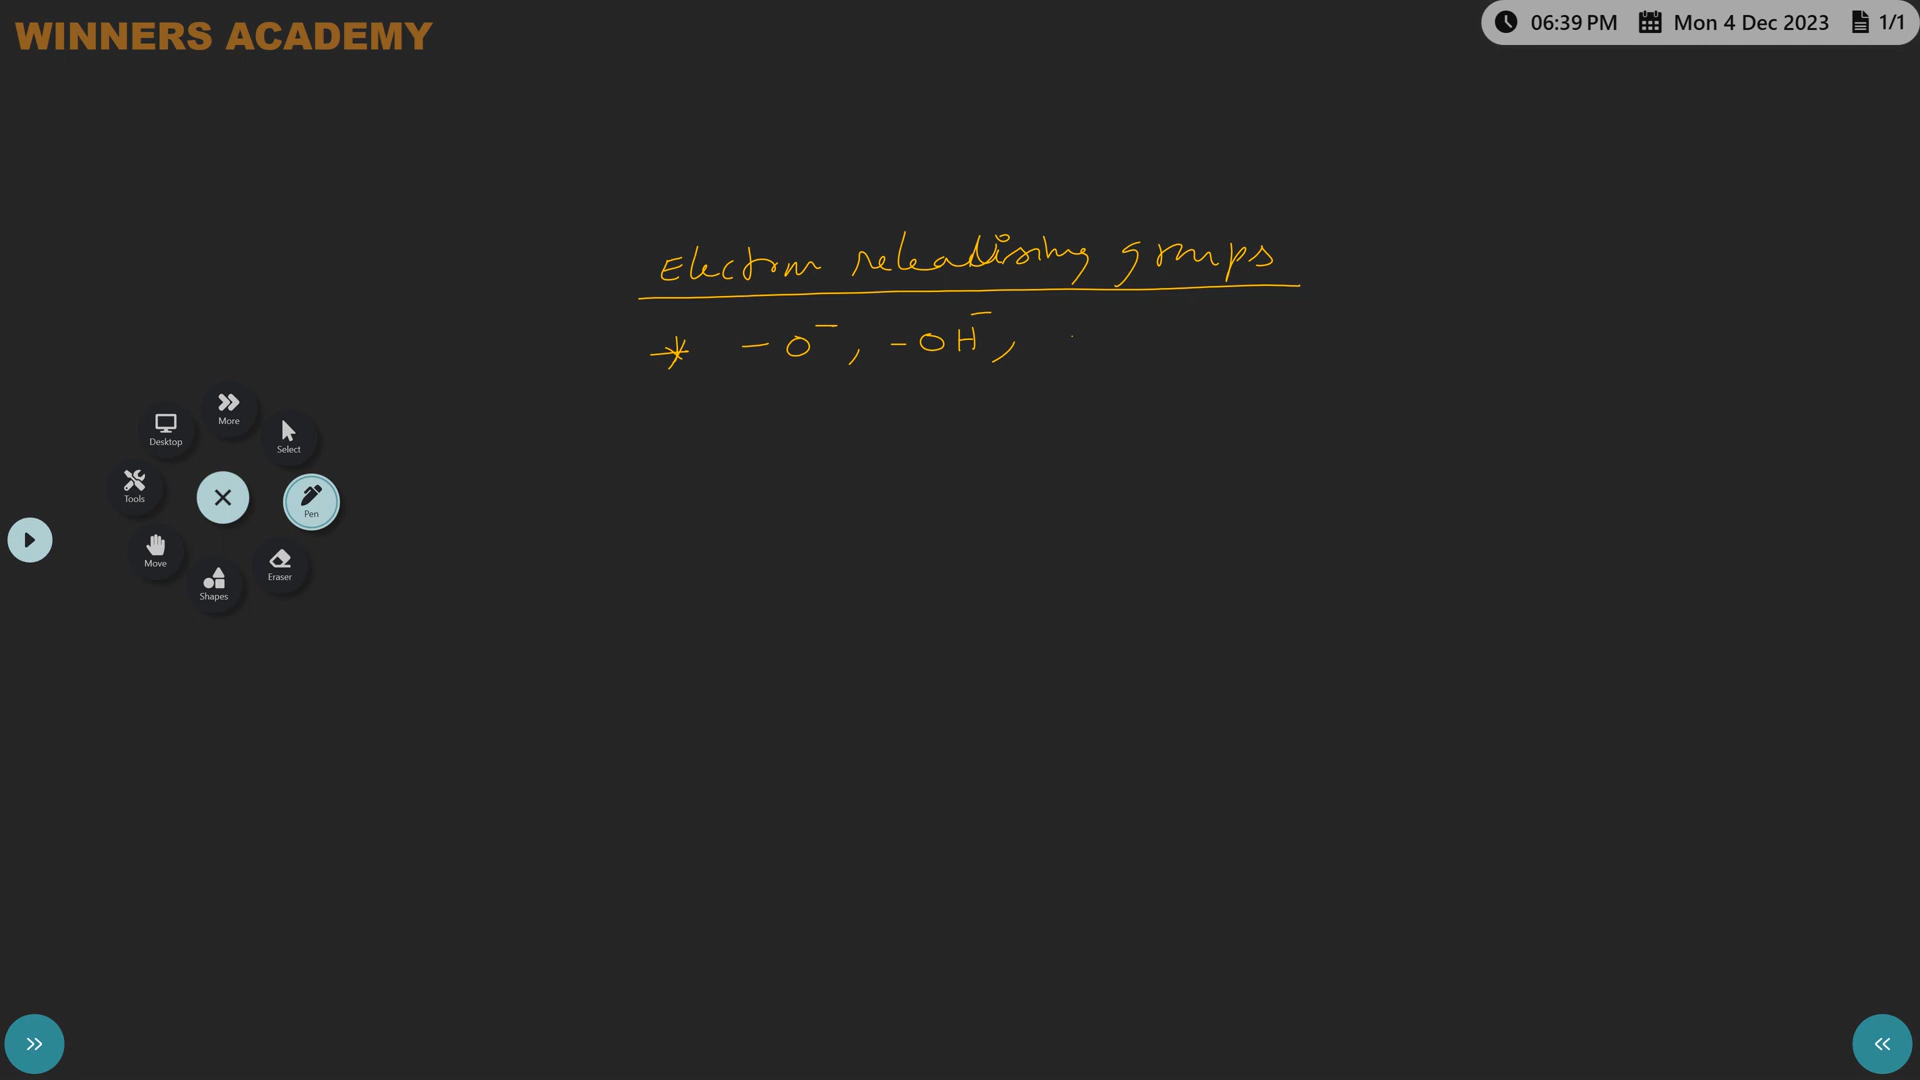 WINNERS ACADEMY
06:39 PM Mon 4 Dec 2023 1/1
Electron releasing groups
* - O⁻, - OH⁻,
More
Desktop
Select
Tools
Pen
Move
Eraser
Shapes